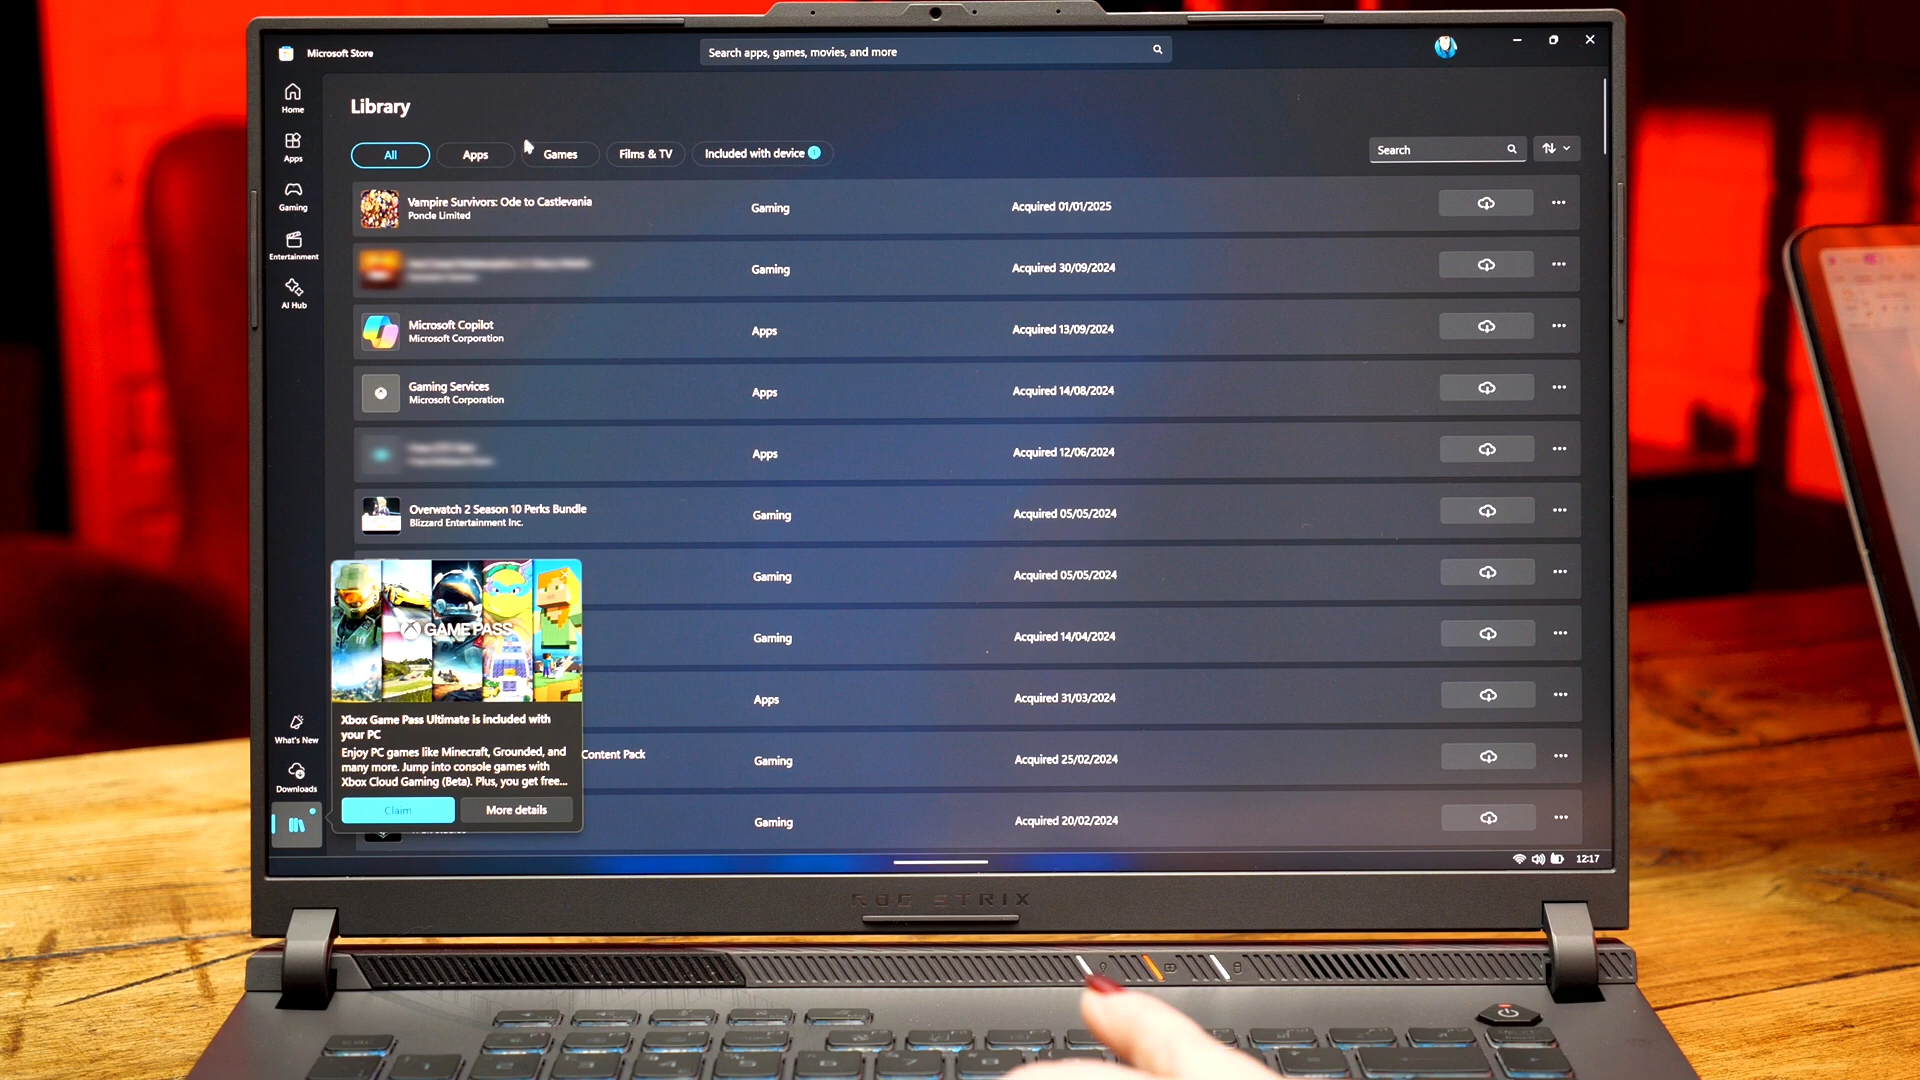 Microsoft Store
Search apps, games, movies, and more
Home
Apps
Gaming
Entertainment
AI Hub
What's New
Downloads
Library
All
Apps
Games
Films & TV
Included with device
Search
Vampire Survivors: Ode to Castlevania
Poncle Limited
Gaming
Acquired 01/01/2025
Gaming
Acquired 30/09/2024
Microsoft Copilot
Microsoft Corporation
Apps
Acquired 13/09/2024
Gaming Services
Microsoft Corporation
Apps
Acquired 14/08/2024
Apps
Acquired 12/06/2024
Overwatch 2 Season 10 Perks Bundle
Blizzard Entertainment Inc.
Gaming
Acquired 05/05/2024
Gaming
Acquired 05/05/2024
Gaming
Acquired 14/04/2024
Apps
Acquired 31/03/2024
Content Pack
Gaming
Acquired 25/02/2024
Gaming
Acquired 20/02/2024
GAME PASS
Xbox Game Pass Ultimate is included with
your PC
Enjoy PC games like Minecraft, Grounded, and
many more. Jump into console games with
Xbox Cloud Gaming (Beta). Plus, you get free...
Claim
More details
12:17
ROG STRIX